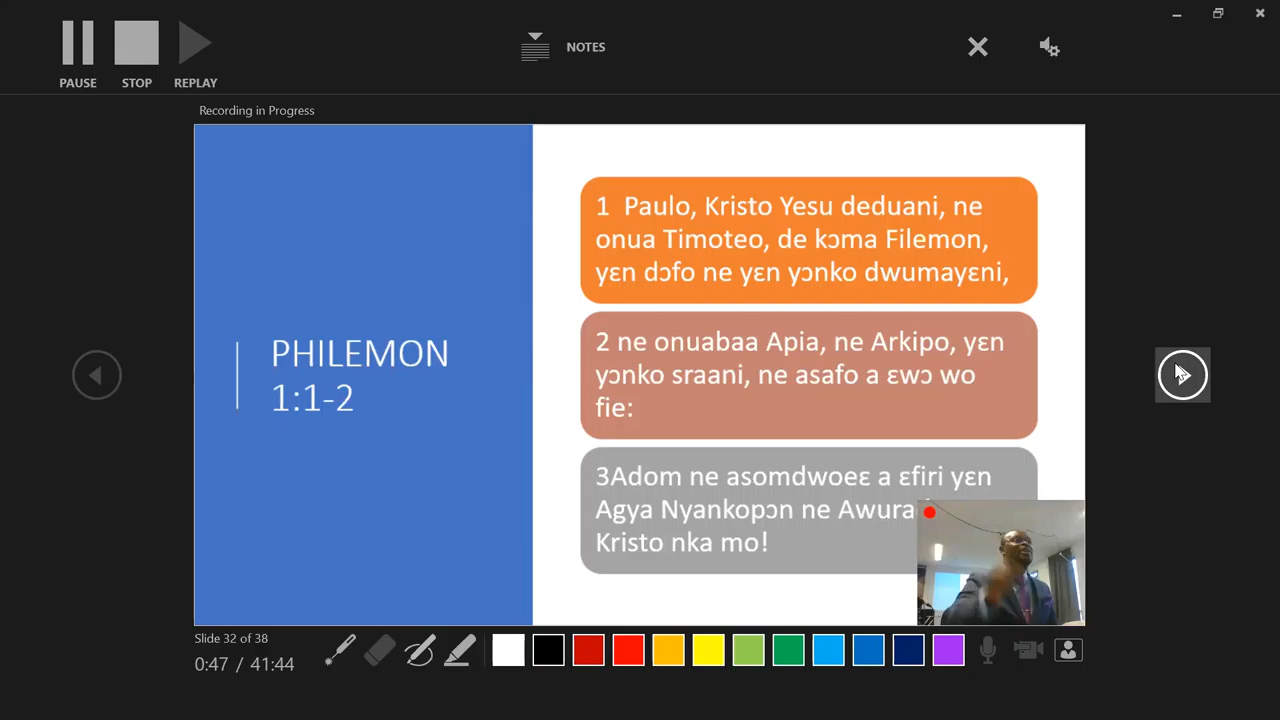 PAUSE
STOP
REPLAY
NOTES
Recording in Progress
PHILEMON
1:1-2
1 Paulo, Kristo Yesu deduani, ne
onua Timoteo, de kɔma Filemon,
yɛn dɔfo ne yɛn yɔnko dwumayɛni,
2 ne onuabaa Apia, ne Arkipo, yɛn
yɔnko sraani, ne asafo a ɛwɔ wo
fie:
3Adom ne asomdwoeɛ a ɛfiri yɛn
Agya Nyankopɔn ne Awura
Kristo nka mo!
Slide 32 of 38
0:47 / 41:44